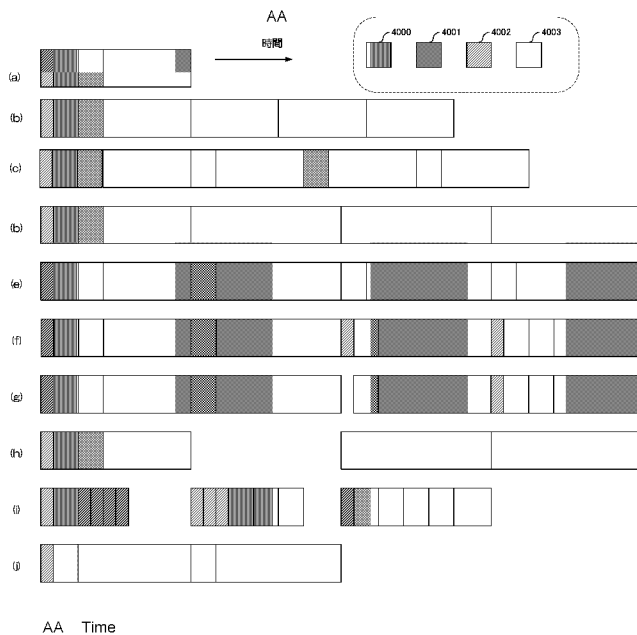 AA
時間
4000 4001 4002 4003
(a)
(b)
(c)
(b)
(e)
(f)
(g)
(h)
(i)
(j)
AA Time